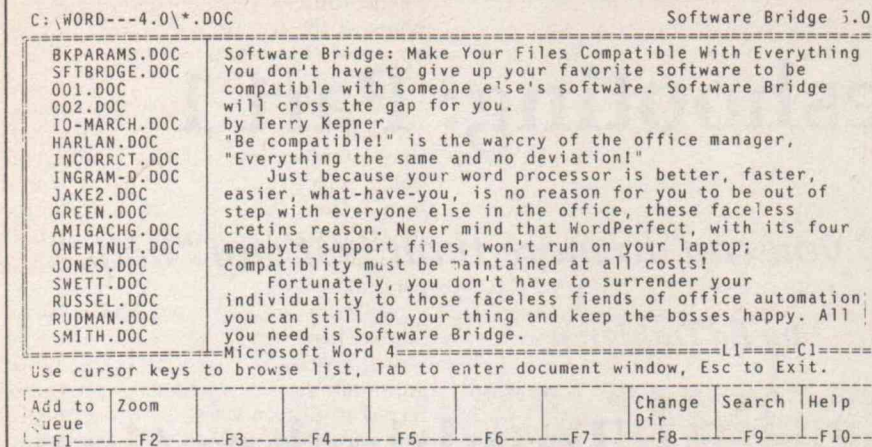 C:\WORD---4.0\*.DOC Software Bridge 3.0
BKPARAMS.DOC Software Bridge: Make Your Files Compatible With Everything
SFTBRDGE.DOC You don't have to give up your favorite software to be
001.DOC compatible with someone else's software. Software Bridge
002.DOC will cross the gap for you.
IO-MARCH.DOC by Terry Kepner
HARLAN.DOC "Be compatible!" is the warcry of the office manager,
INCORRCT.DOC "Everything the same and no deviation!"
INGRAM-D.DOC Just because your word processor is better, faster,
JAKE2.DOC easier, what-have-you, is no reason for you to be out of
GREEN.DOC step with everyone else in the office, these faceless
AMIGACHG.DOC cretins reason. Never mind that WordPerfect, with its four
ONEMINUT.DOC megabyte support files, won't run on your laptop;
JONES.DOC compatiblity must be maintained at all costs!
SWETT.DOC Fortunately, you don't have to surrender your
RUSSEL.DOC individuality to those faceless fiends of office automation
RUDMAN.DOC you can still do your thing and keep the bosses happy. All
SMITH.DOC you need is Software Bridge.
Microsoft Word 4 L1 C1
Use cursor keys to browse list, Tab to enter document window, Esc to Exit.
Add to Zoom Change Search Help
Queue Dir
F1 F2 F3 F4 F5 F6 F7 F8 F9 F10